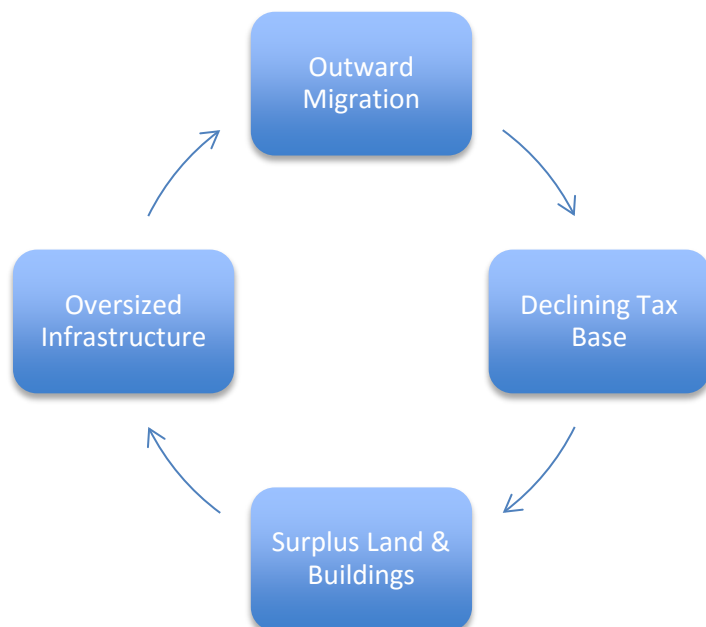 Outward
Migration
Oversized
Infrastructure
Declining Tax
Base
Surplus Land &
Buildings